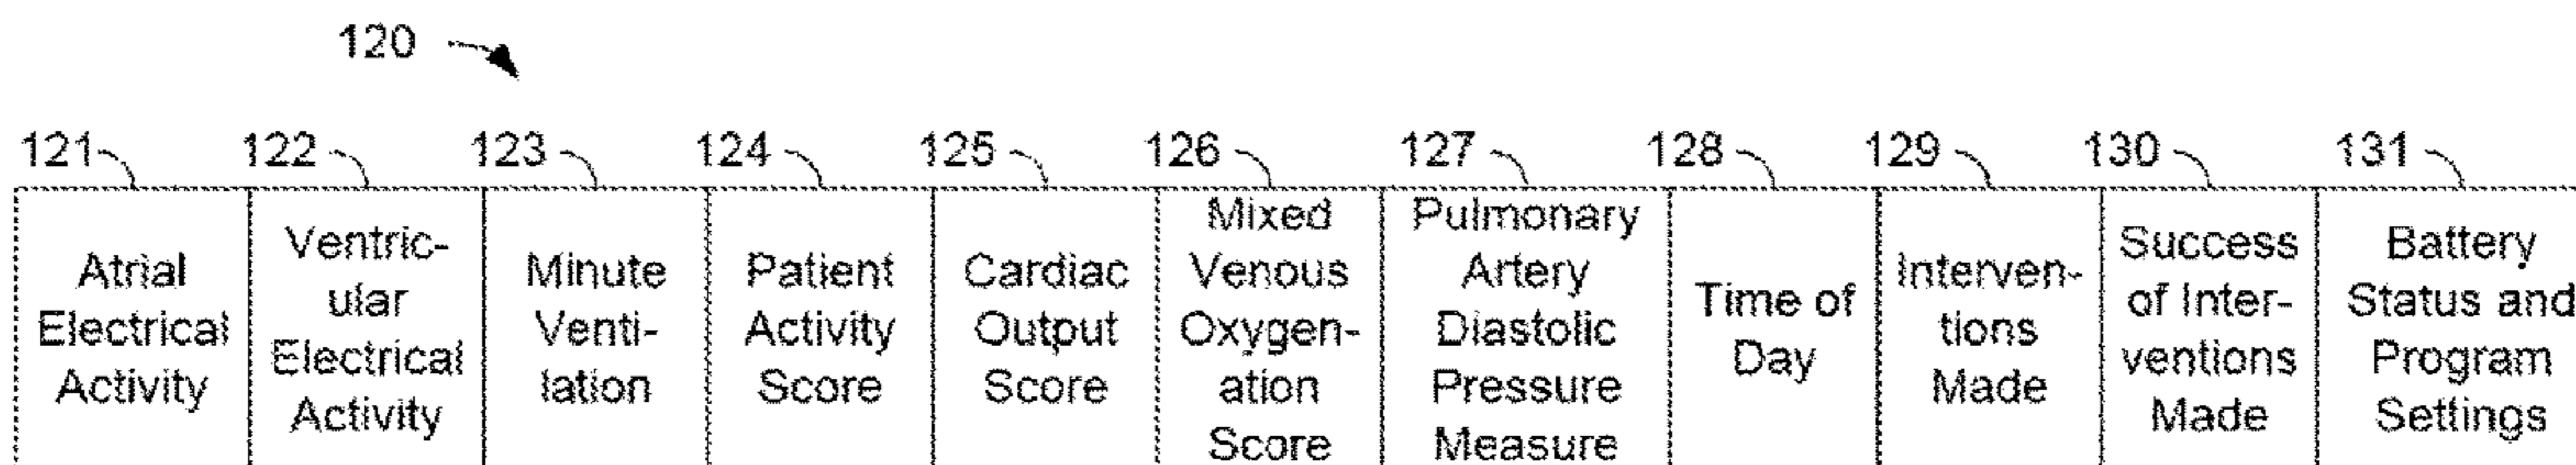 120
121 122 123 124 125 126 127 128 129 130 131
Atrial
Electrical
Activity
Ventric-
ular
Electrical
Activity
Minute
Venti-
lation
Patient
Activity
Score
Cardiac
Output
Score
Mixed
Venous
Oxygen-
ation
Score
Pulmonary
Artery
Diastolic
Pressure
Measure
Time of
Day
Interven-
tions
Made
Success
of Inter-
ventions
Made
Battery
Status and
Program
Settings